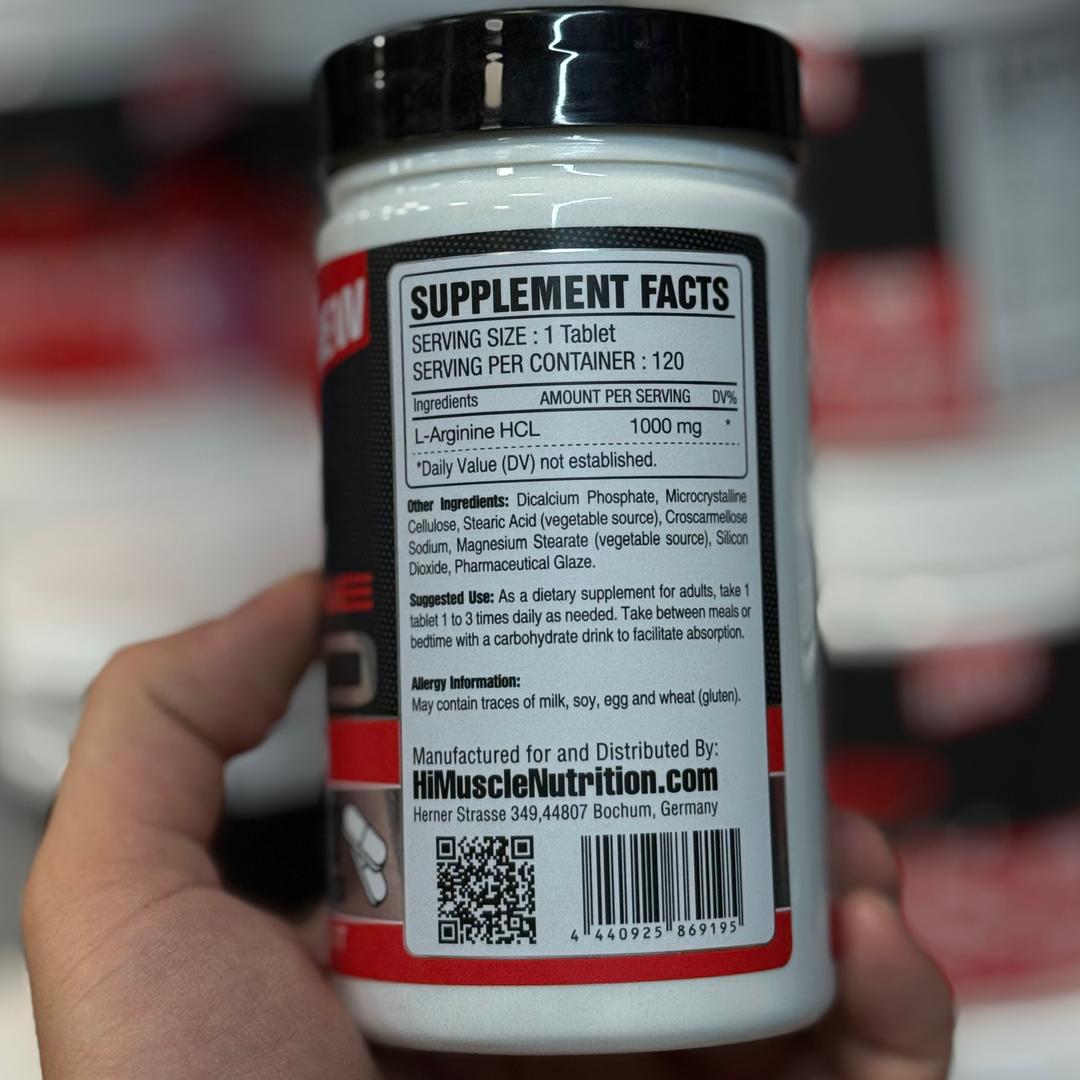 SUPPLEMENT FACTS
SERVING SIZE : 1 Tablet
SERVING PER CONTAINER : 120
Ingredients AMOUNT PER SERVING DV%
L-Arginine HCL 1000 mg *
*Daily Value (DV) not established.
Other Ingredients: Dicalcium Phosphate, Microcrystalline
Cellulose, Stearic Acid (vegetable source), Croscarmellose
Sodium, Magnesium Stearate (vegetable source), Silicon
Dioxide, Pharmaceutical Glaze.
Suggested Use: As a dietary supplement for adults, take 1
tablet 1 to 3 times daily as needed. Take between meals or
bedtime with a carbohydrate drink to facilitate absorption.
Allergy Information:
May contain traces of milk, soy, egg and wheat (gluten).
Manufactured for and Distributed By:
HiMuscleNutrition.com
Herner Strasse 349,44807 Bochum, Germany
4 440925 869195